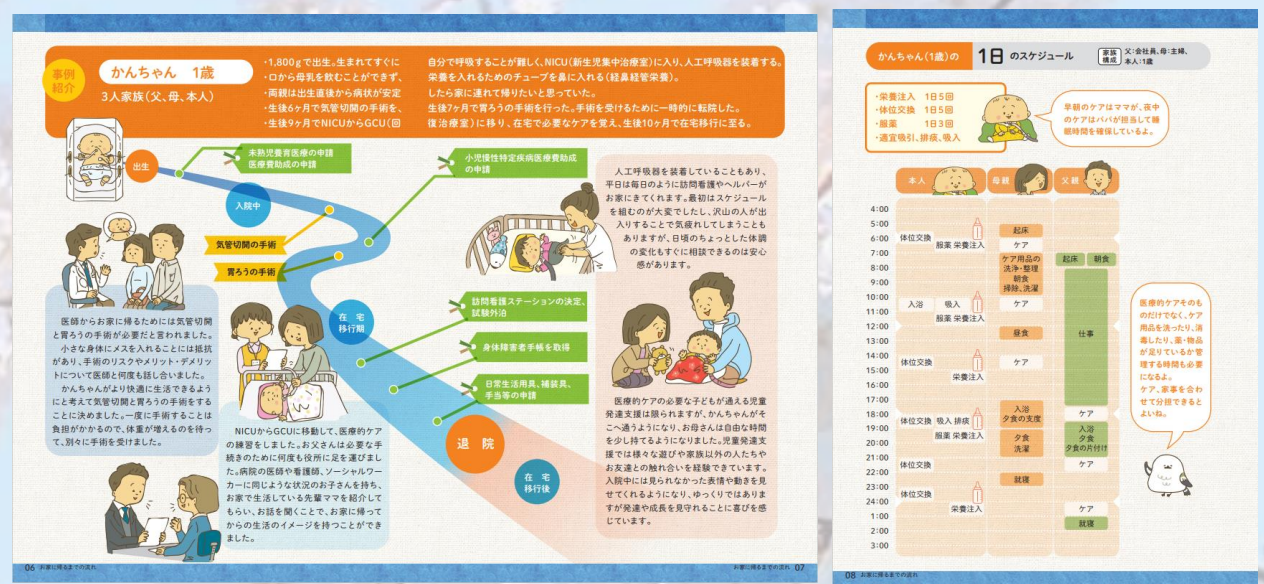 事例
紹介
かんちゃん 1歳
3人家族(父、母、本人)
・1,800gで出生。生まれてすぐに
・口から母乳を飲むことができず、
・両親は出生直後から病状が安定
・生後6ヶ月で気管切開の手術を、
・生後9ヶ月でNICUからGCU(回
自分で呼吸することが難しく、NICU(新生児集中治療室)に入り、人工呼吸器を装着する。
栄養を入れるためのチューブを鼻に入れる(経鼻経管栄養)。
したら家に連れて帰りたいと思っていた。
生後7ヶ月で胃ろうの手術を行った。手術を受けるために一時的に転院した。
復治療室)に移り、在宅で必要なケアを覚え、生後10ヶ月で在宅移行に至る。
出生
未熟児養育医療の申請
医療費助成の申請
入院中
気管切開の手術
胃ろうの手術
小児慢性特定疾病医療費助成
の申請
医師からお家に帰るためには気管切開
と胃ろうの手術が必要だと言われました。
小さな身体にメスを入れることには抵抗
があり、手術のリスクやメリット・デメリッ
トについて医師と何度も話し合いました。
かんちゃんがより快適に生活できるよう
にと考えて気管切開と胃ろうの手術をする
ことに決めました。一度に手術することは
負担がかかるので、体重が増えるのを待っ
て、別々に手術を受けました。
在宅
移行期
訪問看護ステーションの決定、
試験外泊
身体障害者手帳を取得
日常生活用具、補装具、
手当等の申請
NICUからGCUに移動して、医療的ケア
の練習をしました。お父さんは必要な手
続きのために何度も役所に足を運びまし
た。病院の医師や看護師、ソーシャルワー
カーに同じような状況のお子さんを持ち、
お家で生活している先輩ママを紹介して
もらい、お話を聞くことで、お家に帰って
からの生活のイメージを持つことができ
ました。
退院
在宅
移行後
人工呼吸器を装着していることもあり、
平日は毎日のように訪問看護やヘルパーが
お家にきてくれます。最初はスケジュール
を組むのが大変でしたし、沢山の人が出
入りすることで気疲れしてしまうことも
ありますが、日頃のちょっとした体調
の変化もすぐに相談できるのは安心
感があります。
医療的ケアの必要な子どもが通える児童
発達支援は限られますが、かんちゃんがそ
こへ通うようになり、お母さんは自由な時間
を少し持てるようになりました。児童発達支
援では様々な遊びや家族以外の人たちや
お友達との触れ合いを経験できています。
入院中には見られなかった表情や動きを見
せてくれるようになり、ゆっくりではありま
すが発達や成長を見守れることに喜びを感
じています。
06 お家に帰るまでの流れ
お家に帰るまでの流れ 07
かんちゃん(1歳)の 1日 のスケジュール
家族
構成
父:会社員、母:主婦、
本人:1歳
・栄養注入 1日5回
・体位交換 1日5回
・服薬 1日3回
・適宜吸引、排痰、吸入
早朝のケアはママが、夜中
のケアはパパが担当して睡
眠時間を確保しているよ。
本人 母親 父親
4:00
5:00
起床
6:00 体位交換
服薬 栄養注入 ケア
7:00
ケア用品の
洗浄・整理
朝食
掃除、洗濯
起床 朝食
8:00
9:00
10:00
入浴 吸入 ケア
11:00
服薬 栄養注入
12:00
昼食
仕事
13:00
14:00
体位交換 ケア
15:00
栄養注入
16:00
17:00
18:00
入浴
夕食の支度
ケア
体位交換 吸入 排痰
19:00
服薬 栄養注入
入浴
夕食
夕食の片付け
20:00
夕食
洗濯
21:00
体位交換 ケア
22:00
就寝
23:00
体位交換
24:00
栄養注入 ケア
1:00
就寝
2:00
3:00
医療的ケアそのも
のだけでなく、ケア
用品を洗ったり、消
毒したり、薬・物品
が足りているか管
理する時間も必要
になるよ。
ケア、家事を合わ
せて分担できると
よいね。
08 お家に帰るまでの流れ